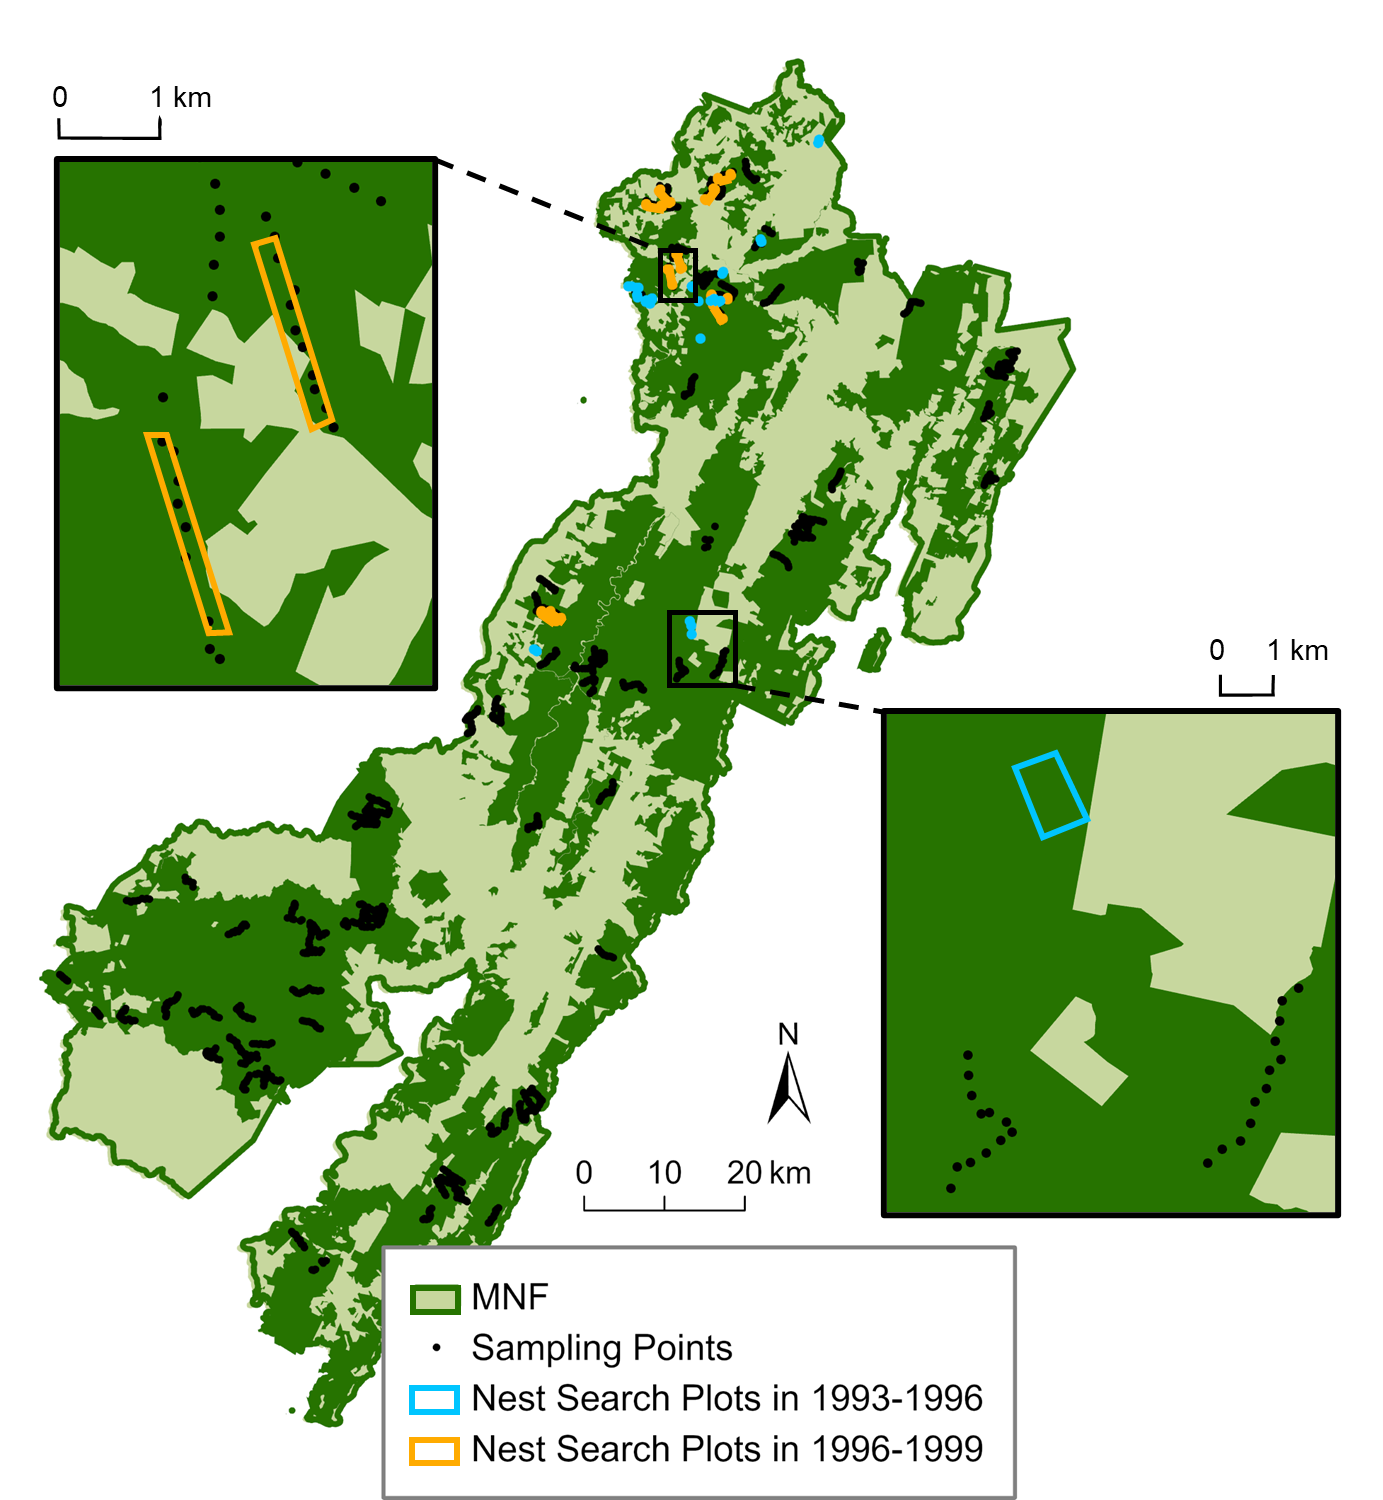 0 1 km
0 1 km
N
0 10 20 km
MNF
Sampling Points
Nest Search Plots in 1993-1996
Nest Search Plots in 1996-1999